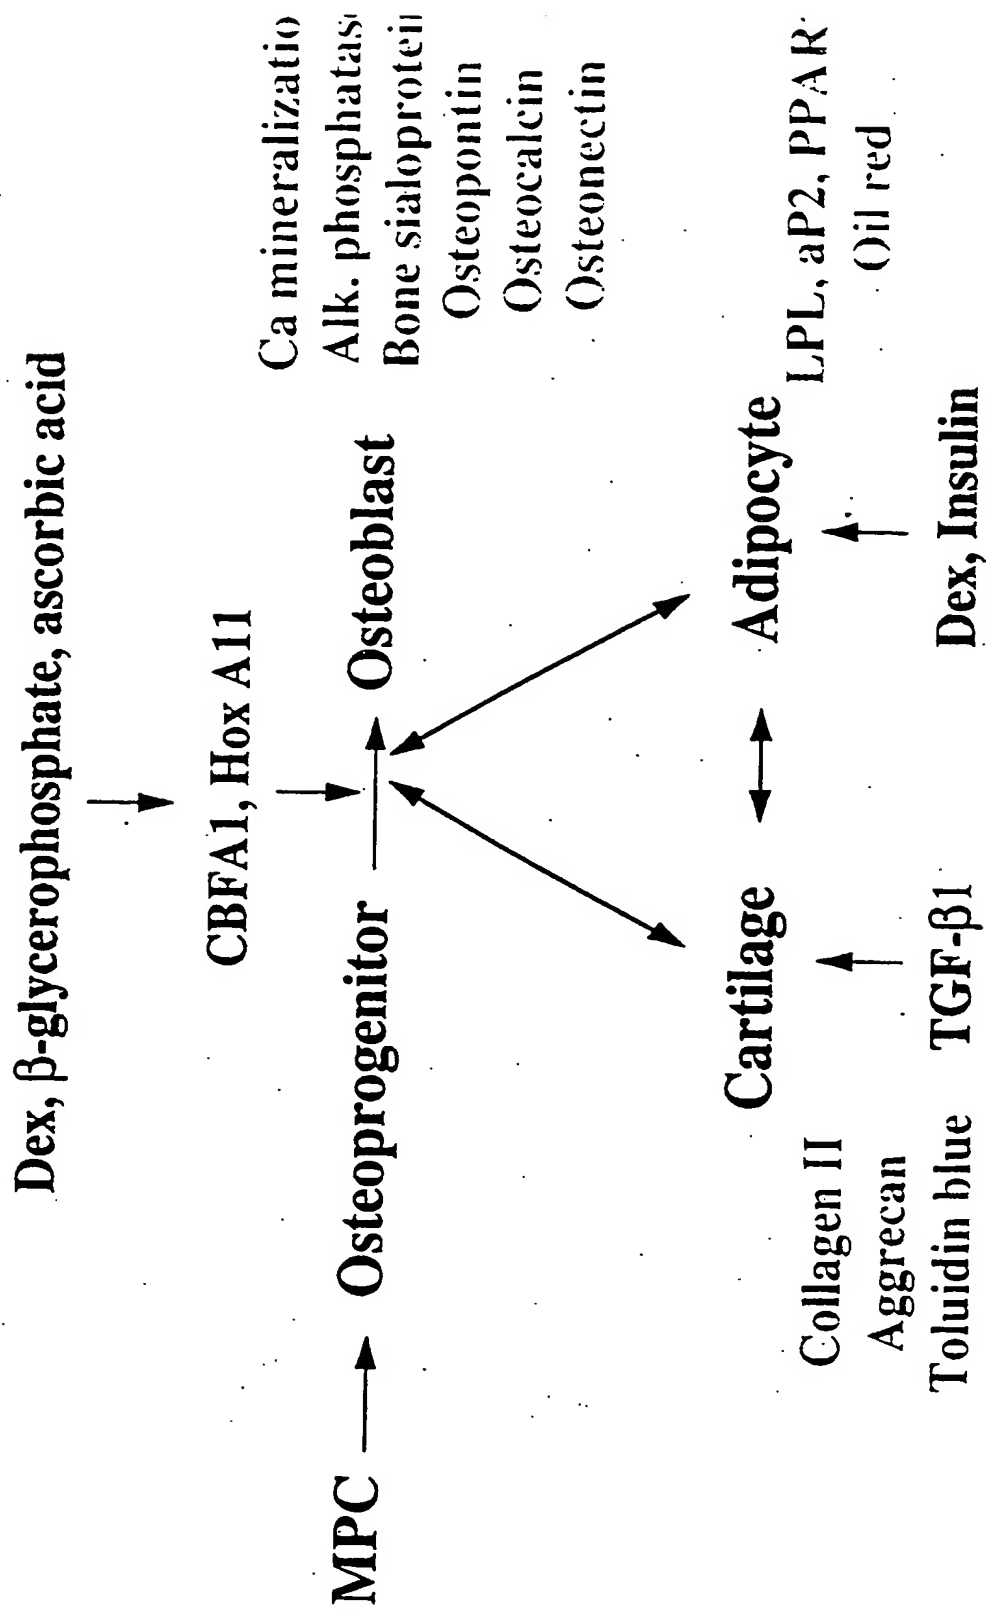 Dex, β-glycerophosphate, ascorbic acid
CBFA1, Hox A11
MPC
Osteoprogenitor
Osteoblast
Ca mineralizatio
Alk. phosphatas
Bone sialoprotei
Osteopontin
Osteocalcin
Osteonectin
Cartilage
Adipocyte
LPL, aP2, PPAR
Oil red
Collagen II
Aggrecan
Toluidin blue
TGF-β1
Dex, Insulin